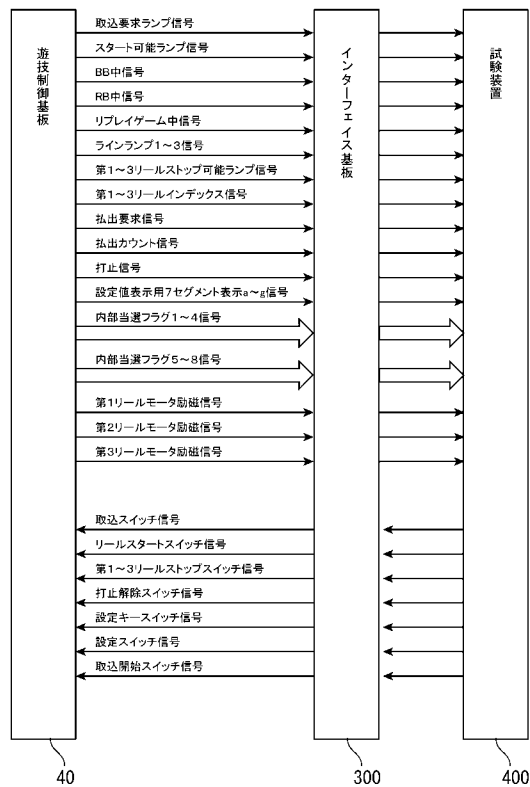 遊技制御基板
インターフェイス基板
試験装置
取込要求ランプ信号
スタート可能ランプ信号
BB中信号
RB中信号
リプレイゲーム中信号
ラインランプ1～3信号
第1～3リールストップ可能ランプ信号
第1～3リールインデックス信号
払出要求信号
払出カウント信号
打止信号
設定値表示用7セグメント表示a～g信号
内部当選フラグ1～4信号
内部当選フラグ5～8信号
第1リールモータ励磁信号
第2リールモータ励磁信号
第3リールモータ励磁信号
取込スイッチ信号
リールスタートスイッチ信号
第1～3リールストップスイッチ信号
打止解除スイッチ信号
設定キースイッチ信号
設定スイッチ信号
取込開始スイッチ信号
40
300
400